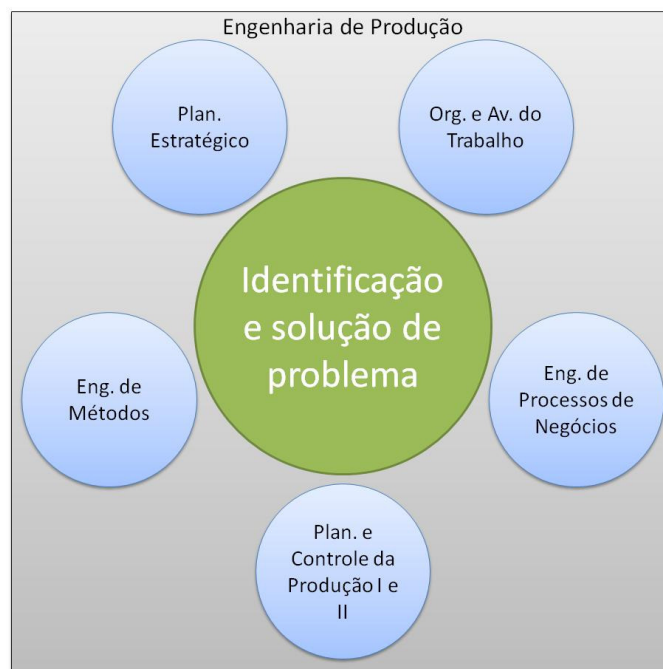 Engenharia de Produção
Plan.
Estratégico
Org. e Av. do
Trabalho
Identificação
e solução de
problema
Eng. de
Métodos
Eng. de
Processos de
Negócios
Plan. e
Controle da
Produção I e
II